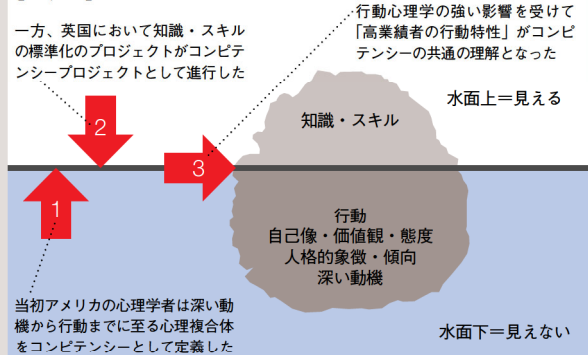 一方、英国において知識・スキル
の標準化のプロジェクトがコンピテ
ンシープロジェクトとして進行した
行動心理学の強い影響を受けて
「高業績者の行動特性」がコンピ
テンシーの共通の理解となった
水面上=見える
2
知識・スキル
3
1
行動
自己像・価値観・態度
人格的象徴・傾向
深い動機
当初アメリカの心理学者は深い動
機から行動までに至る心理複合体
をコンピテンシーとして定義した
水面下=見えない